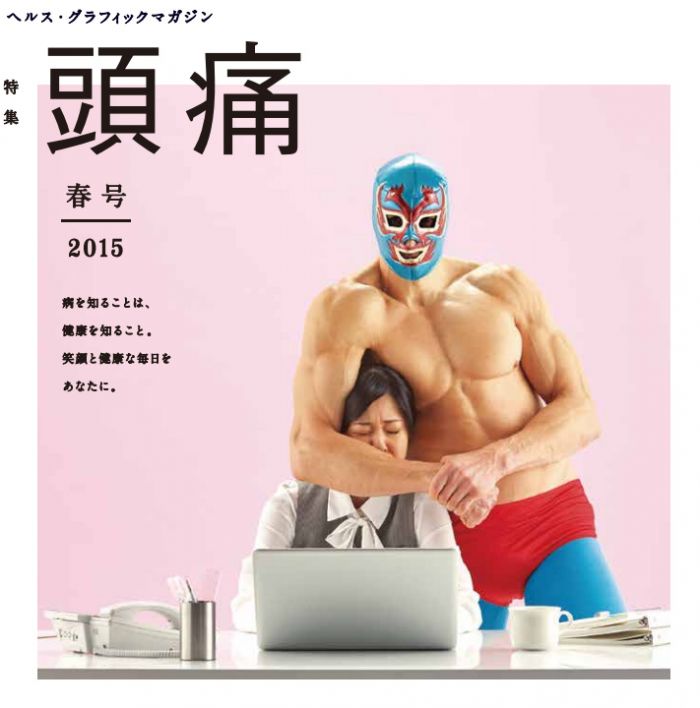 ヘルス・グラフィックマガジン
特集
頭痛
春号
2015
病を知ることは、
健康を知ること。
笑顔と健康な毎日を
あなたに。